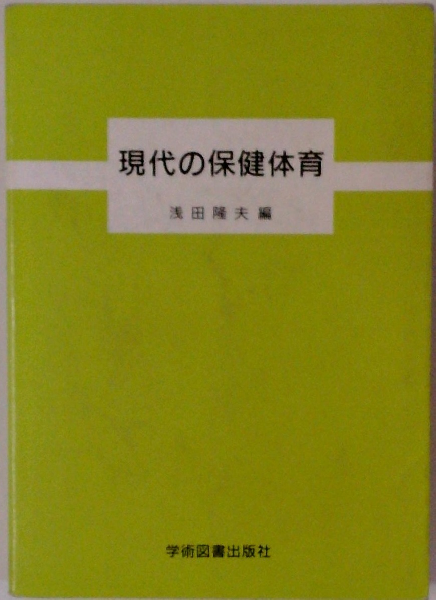 現代の保健体育
浅田隆夫編
学術図書出版社